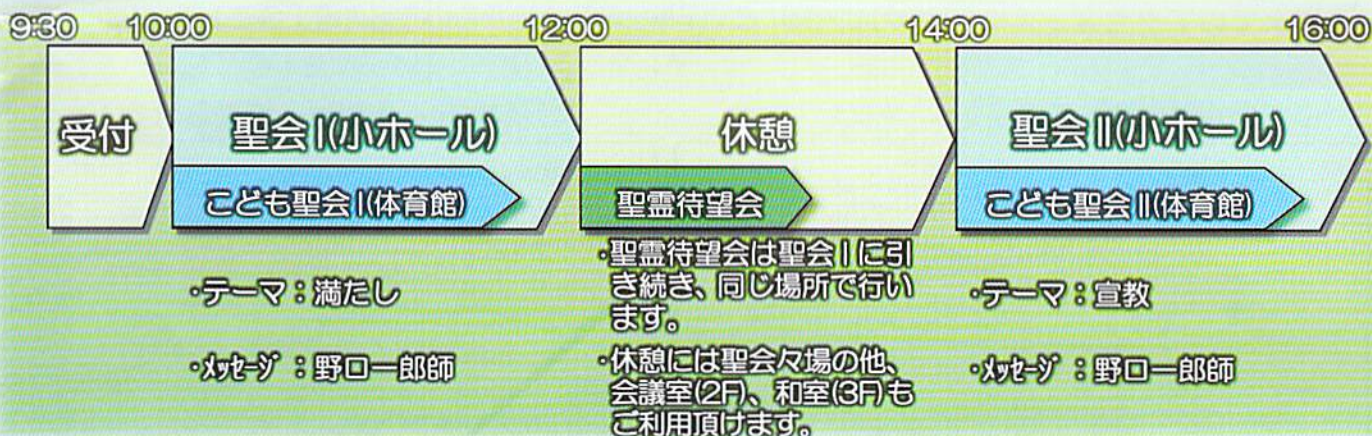 9:30 10:00 12:00 14:00 16:00
受付
聖会Ⅰ(小ホール)
こども聖会Ⅰ(体育館)
休憩
聖霊待望会
聖会Ⅱ(小ホール)
こども聖会Ⅱ(体育館)
・テーマ：満たし
・ﾒｯｾｰｼﾞ：野口一郎師
・聖霊待望会は聖会Ⅰに引
き続き、同じ場所で行い
ます。
・休憩には聖会々場の他、
会議室(2F)、和室(3F)も
ご利用頂けます。
・テーマ：宣教
・ﾒｯｾｰｼﾞ：野口一郎師